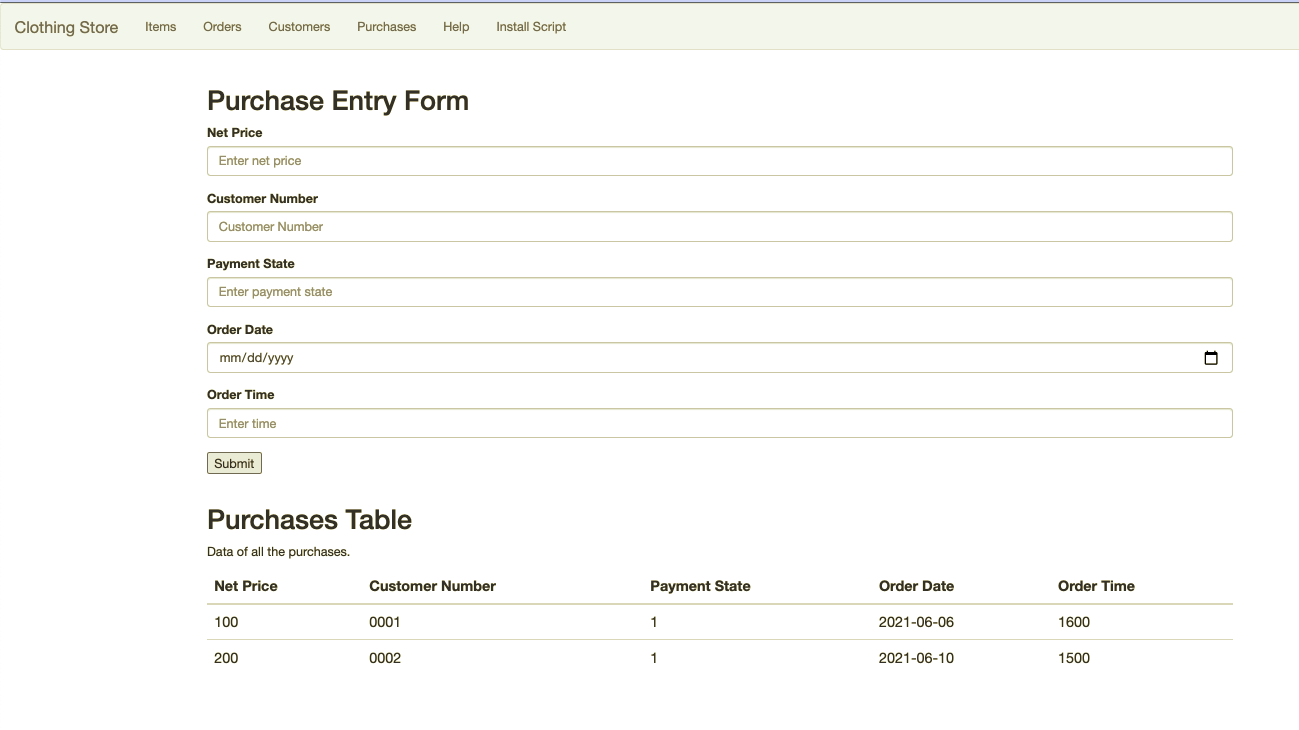 Clothing Store Items Orders Customers Purchases Help Install Script
Purchase Entry Form
Net Price
Enter net price
Customer Number
Customer Number
Payment State
Enter payment state
Order Date
mm/dd/yyyy
Order Time
Enter time
Submit
Purchases Table
Data of all the purchases.
Net Price Customer Number Payment State Order Date Order Time
100 0001 1 2021-06-06 1600
200 0002 1 2021-06-10 1500